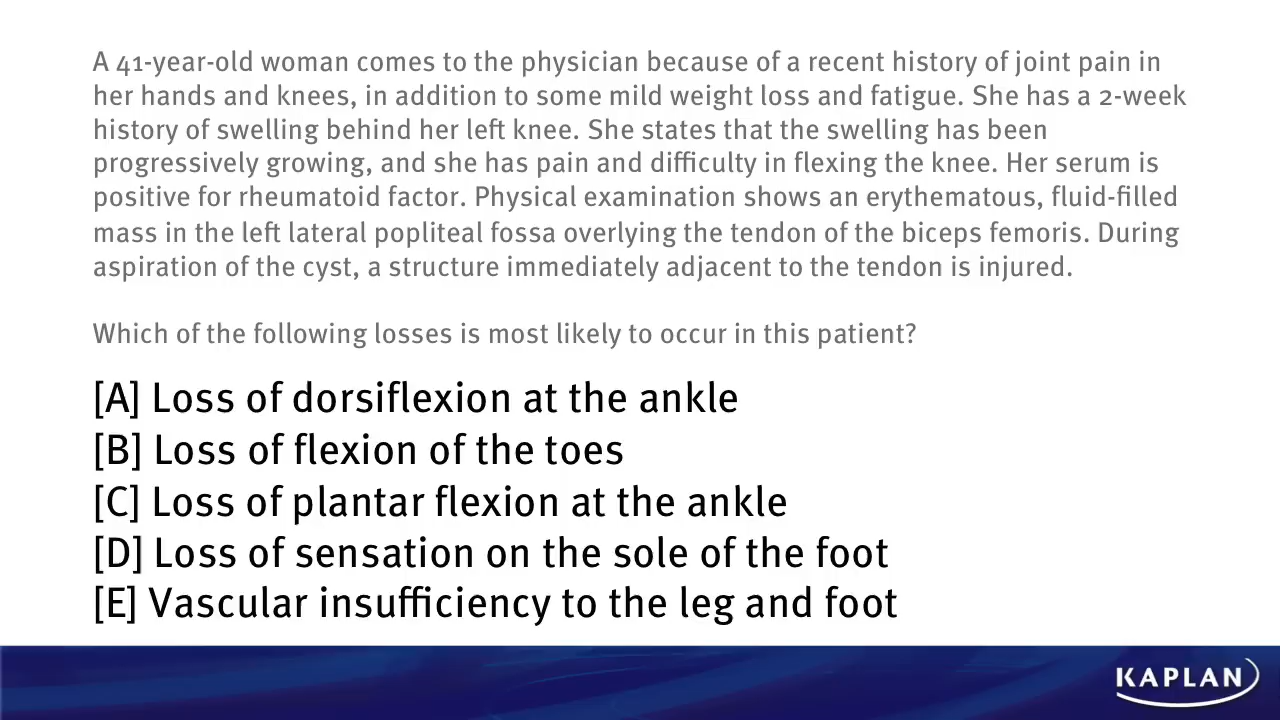 A 41-year-old woman comes to the physician because of a recent history of joint pain in
her hands and knees, in addition to some mild weight loss and fatigue. She has a 2-week
history of swelling behind her left knee. She states that the swelling has been
progressively growing, and she has pain and difficulty in flexing the knee. Her serum is
positive for rheumatoid factor. Physical examination shows an erythematous, fluid-filled
mass in the left lateral popliteal fossa overlying the tendon of the biceps femoris. During
aspiration of the cyst, a structure immediately adjacent to the tendon is injured.
Which of the following losses is most likely to occur in this patient?
[A] Loss of dorsiflexion at the ankle
[B] Loss of flexion of the toes
[C] Loss of plantar flexion at the ankle
[D] Loss of sensation on the sole of the foot
[E] Vascular insufficiency to the leg and foot
KAPLAN